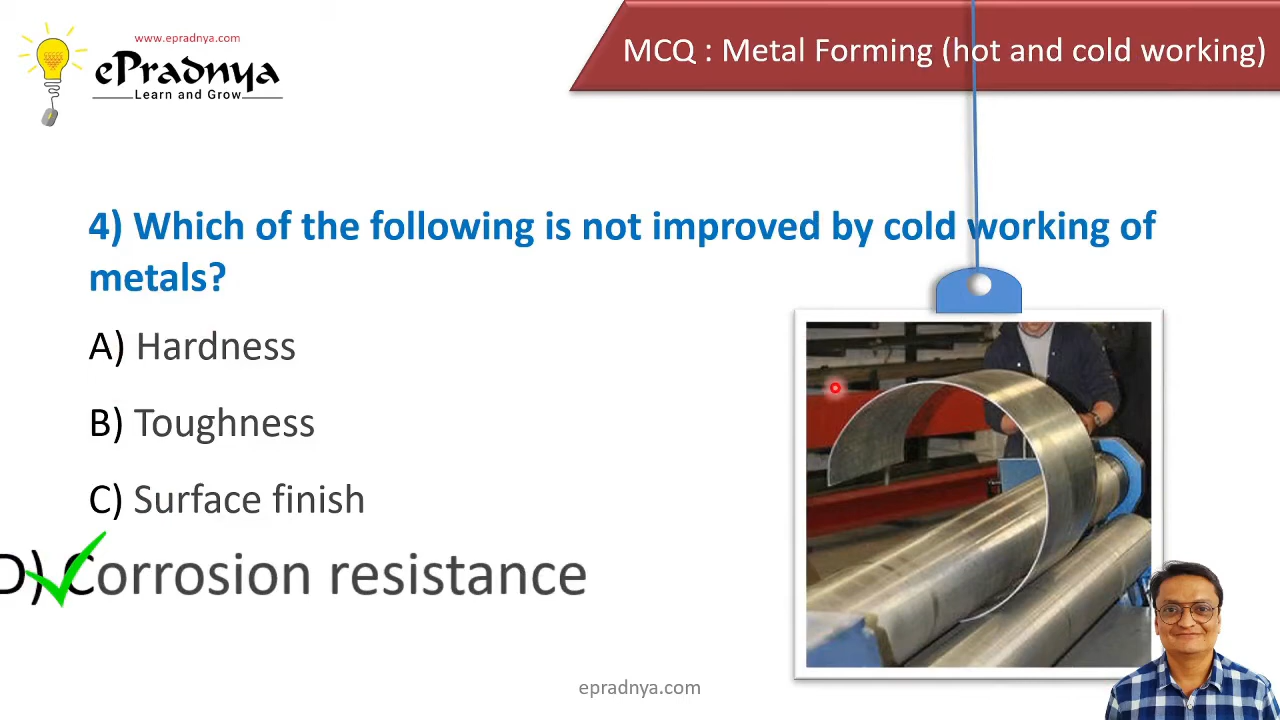 www.epradnya.com
ePradnya
Learn and Grow
MCQ : Metal Forming (hot and cold working)
4) Which of the following is not improved by cold working of
metals?
A) Hardness
B) Toughness
C) Surface finish
D) Corrosion resistance
epradnya.com